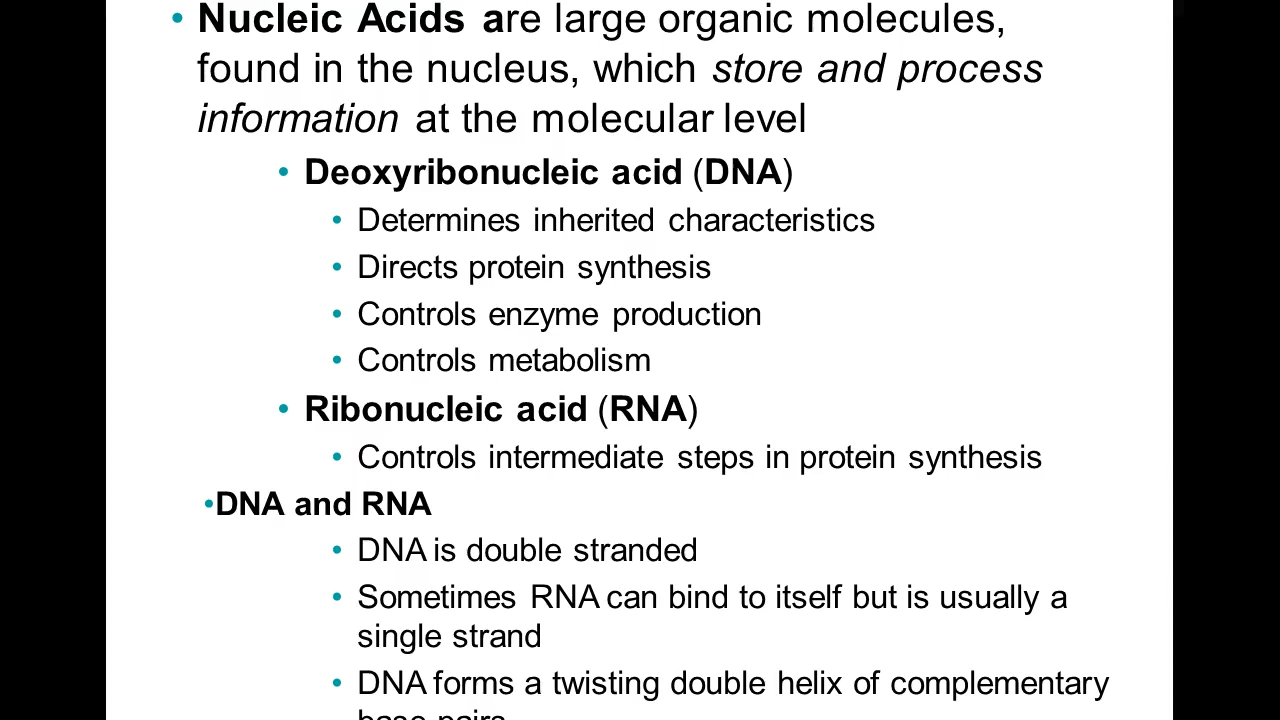 • Nucleic Acids are large organic molecules,
found in the nucleus, which store and process
information at the molecular level
• Deoxyribonucleic acid (DNA)
• Determines inherited characteristics
• Directs protein synthesis
• Controls enzyme production
• Controls metabolism
• Ribonucleic acid (RNA)
• Controls intermediate steps in protein synthesis
•DNA and RNA
• DNA is double stranded
• Sometimes RNA can bind to itself but is usually a
single strand
• DNA forms a twisting double helix of complementary
base pairs